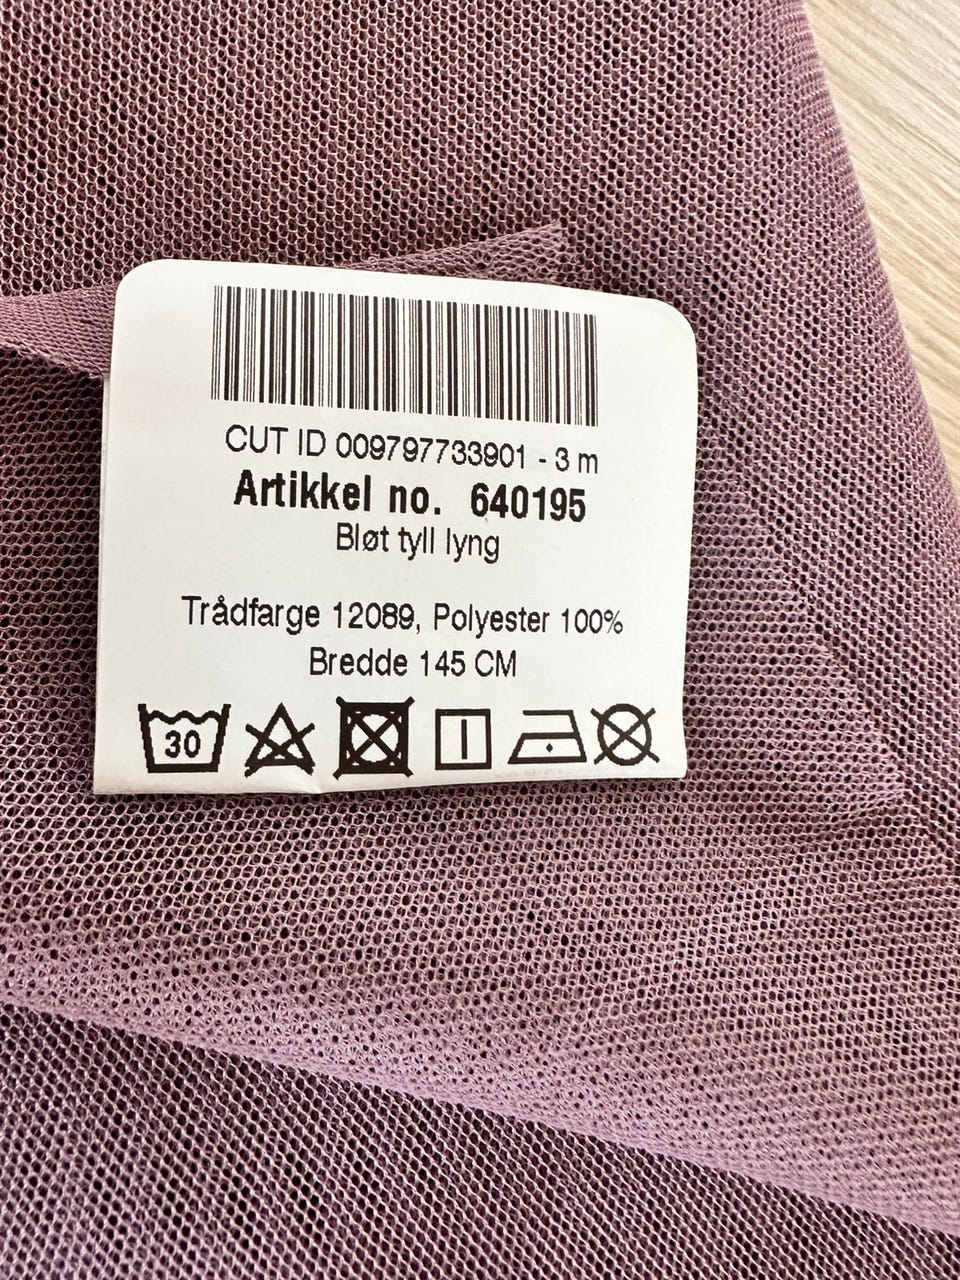 CUT ID 009797733901 - 3 m
Artikkel no. 640195
Bløt tyll lyng
Trådfarge 12089, Polyester 100%
Bredde 145 CM
30